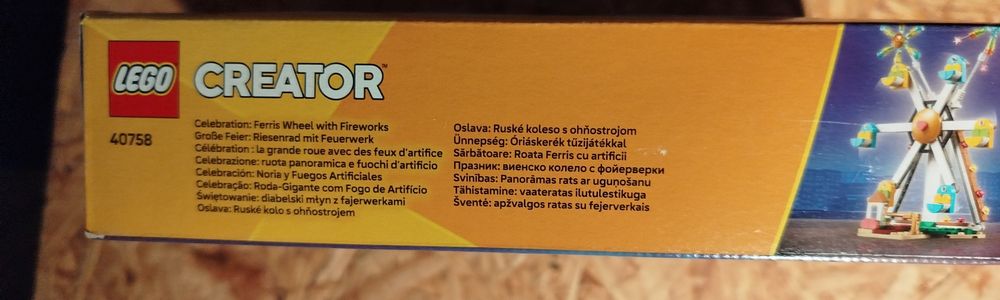 LEGO
CREATOR™
40758
Celebration: Ferris Wheel with Fireworks
Große Feier: Riesenrad mit Feuerwerk
Célébration : la grande roue avec des feux d'artifice
Celebrazione: ruota panoramica e fuochi d'artificio
Celebración: Noria y Fuegos Artificiales
Celebração: Roda-Gigante com Fogo de Artifício
Świętowanie: diabelski młyn z fajerwerkami
Oslava: Ruské kolo s ohňostrojem
Oslava: Ruské koleso s ohňostrojom
Ünnepség: Óriáskerék tűzijátékkal
Sărbătoare: Roata Ferris cu artificii
Празник: виенско колело с фойерверки
Svinības: Panorāmas rats ar uguņošanu
Tähistamine: vaateratas ilutulestikuga
Šventė: apžvalgos ratas su fejerverkais